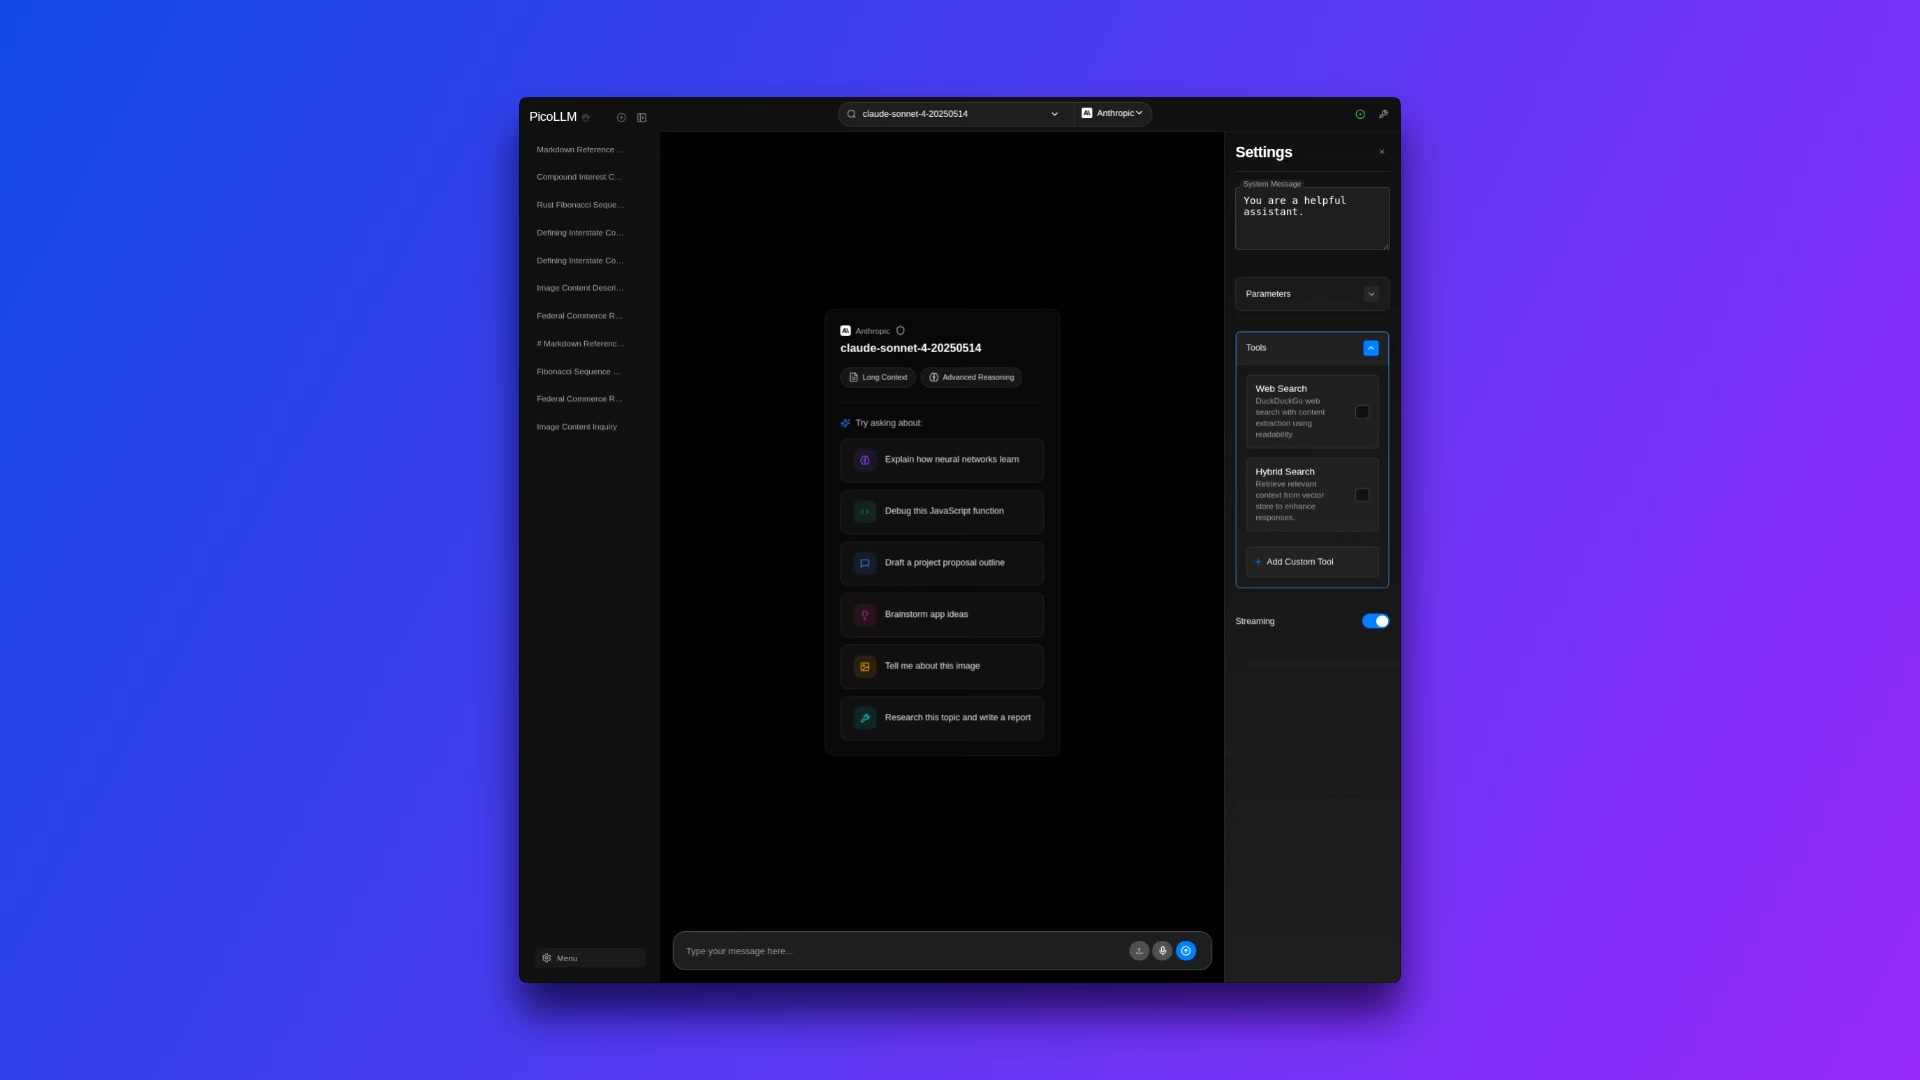 PicoLLM
Markdown Reference ...
Compound Interest C...
Rust Fibonacci Seque...
Defining Interstate Co...
Defining Interstate Co...
Image Content Descri...
Federal Commerce R...
# Markdown Referenc...
Fibonacci Sequence ...
Federal Commerce R...
Image Content Inquiry
Menu
claude-sonnet-4-20250514
Anthropic
Anthropic
claude-sonnet-4-20250514
Long Context
Advanced Reasoning
Try asking about:
Explain how neural networks learn
Debug this JavaScript function
Draft a project proposal outline
Brainstorm app ideas
Tell me about this image
Research this topic and write a report
Type your message here...
Settings
System Message
You are a helpful
assistant.
Parameters
Tools
Web Search
DuckDuckGo web
search with content
extraction using
readability.
Hybrid Search
Retrieve relevant
context from vector
store to enhance
responses.
Add Custom Tool
Streaming